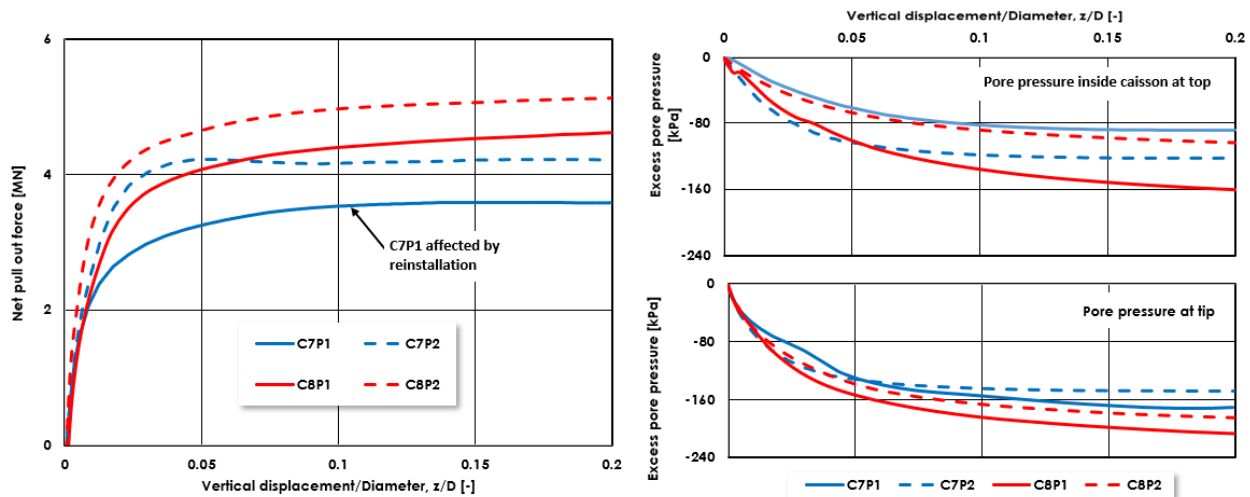 6
4
2
0
Net pull out force [MN]
C7P1 affected by
reinstallation
C7P1
C7P2
C8P1
C8P2
0
0.05
0.1
0.15
0.2
Vertical displacement/Diameter, z/D [-]
Vertical displacement/Diameter, z/D [-]
0
0.05
0.1
0.15
0.2
-0
-80
-160
-240
Excess pore pressure
[kPa]
Pore pressure inside caisson at top
0
-80
-160
-240
Excess pore pressure [kPa]
Pore pressure at tip
C7P1
C7P2
C8P1
C8P2